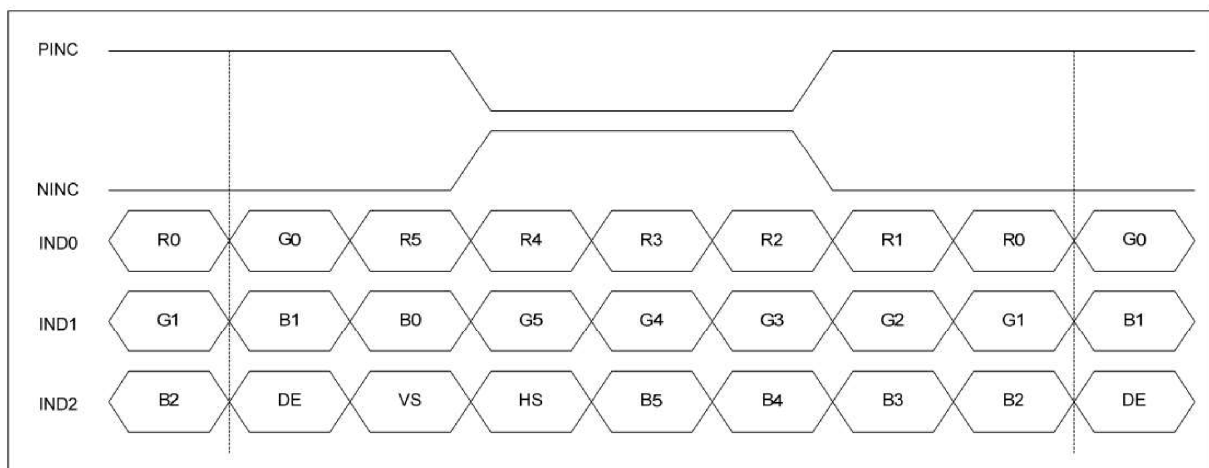 PINC
NINC
IND0 R0 G0 R5 R4 R3 R2 R1 R0 G0
IND1 G1 B1 B0 G5 G4 G3 G2 G1 B1
IND2 B2 DE VS HS B5 B4 B3 B2 DE